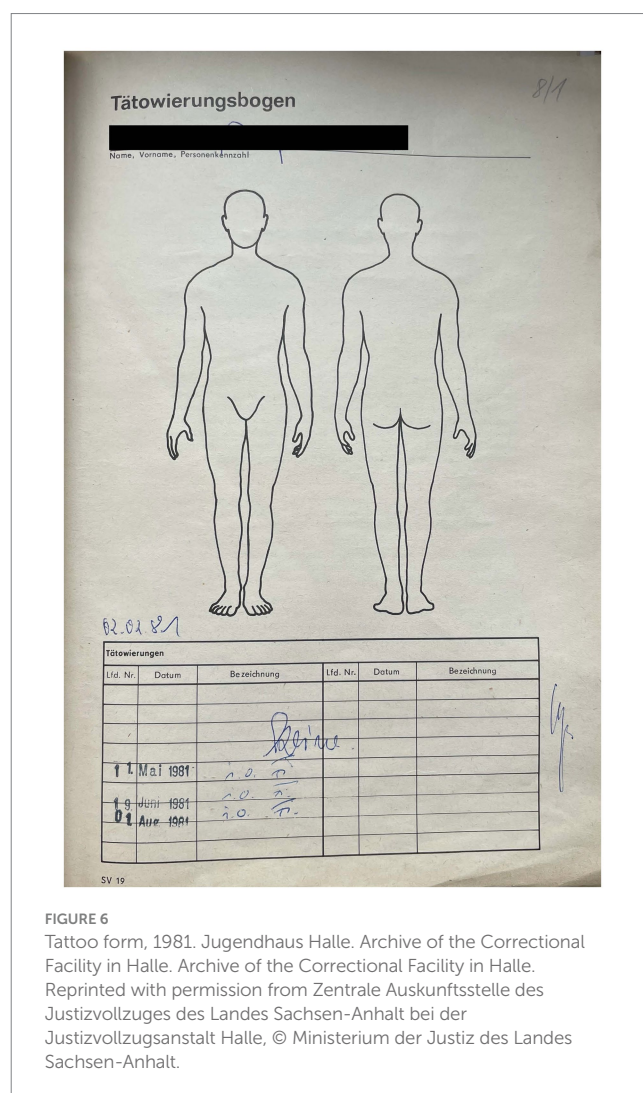 Tätowierungsbogen
8/1
Name, Vorname, Personenkennzahl
02.02.81
Tätowierungen
Lfd. Nr. Datum Bezeichnung Lfd. Nr. Datum Bezeichnung
Keine.
11. Mai 1981 i.o.
19. Juni 1981 i.o.
01. Aug. 1981 i.o.
SV 19
FIGURE 6
Tattoo form, 1981. Jugendhaus Halle. Archive of the Correctional
Facility in Halle. Archive of the Correctional Facility in Halle.
Reprinted with permission from Zentrale Auskunftsstelle des
Justizvollzuges des Landes Sachsen-Anhalt bei der
Justizvollzugsanstalt Halle, © Ministerium der Justiz des Landes
Sachsen-Anhalt.